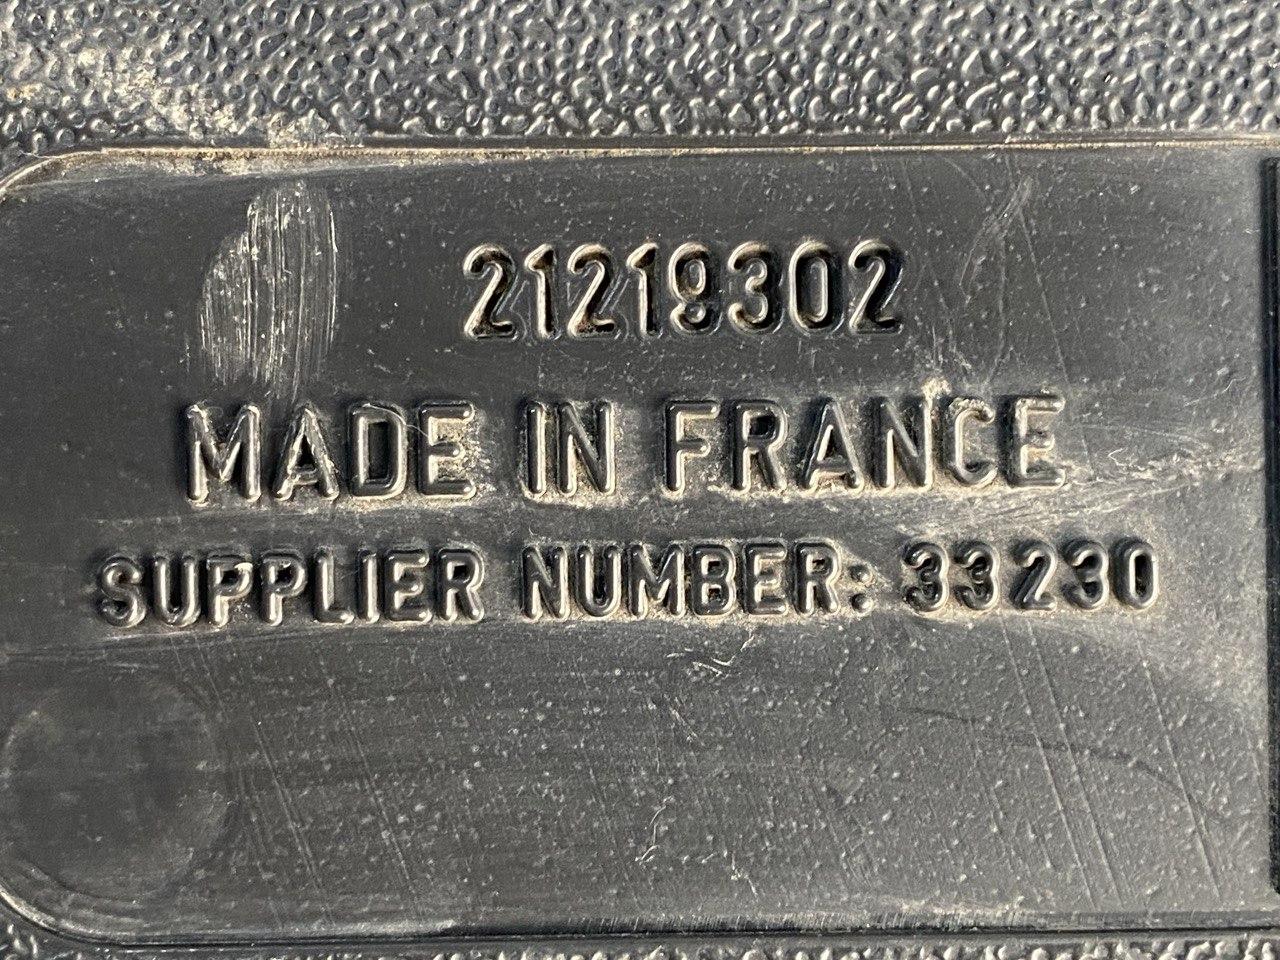 21219302
MADE IN FRANCE
SUPPLIER NUMBER: 33230